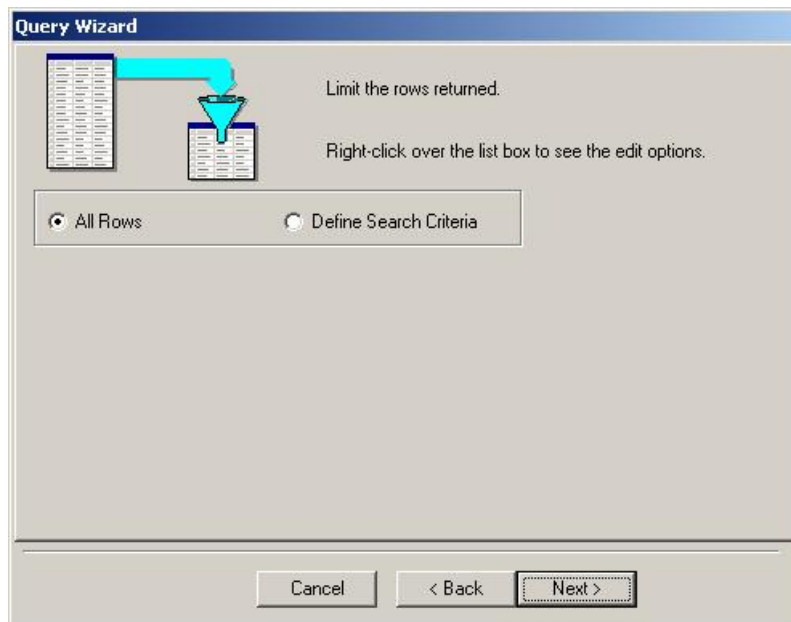 Query Wizard
Limit the rows returned.
Right-click over the list box to see the edit options.
All Rows
Define Search Criteria
Cancel
< Back
Next >